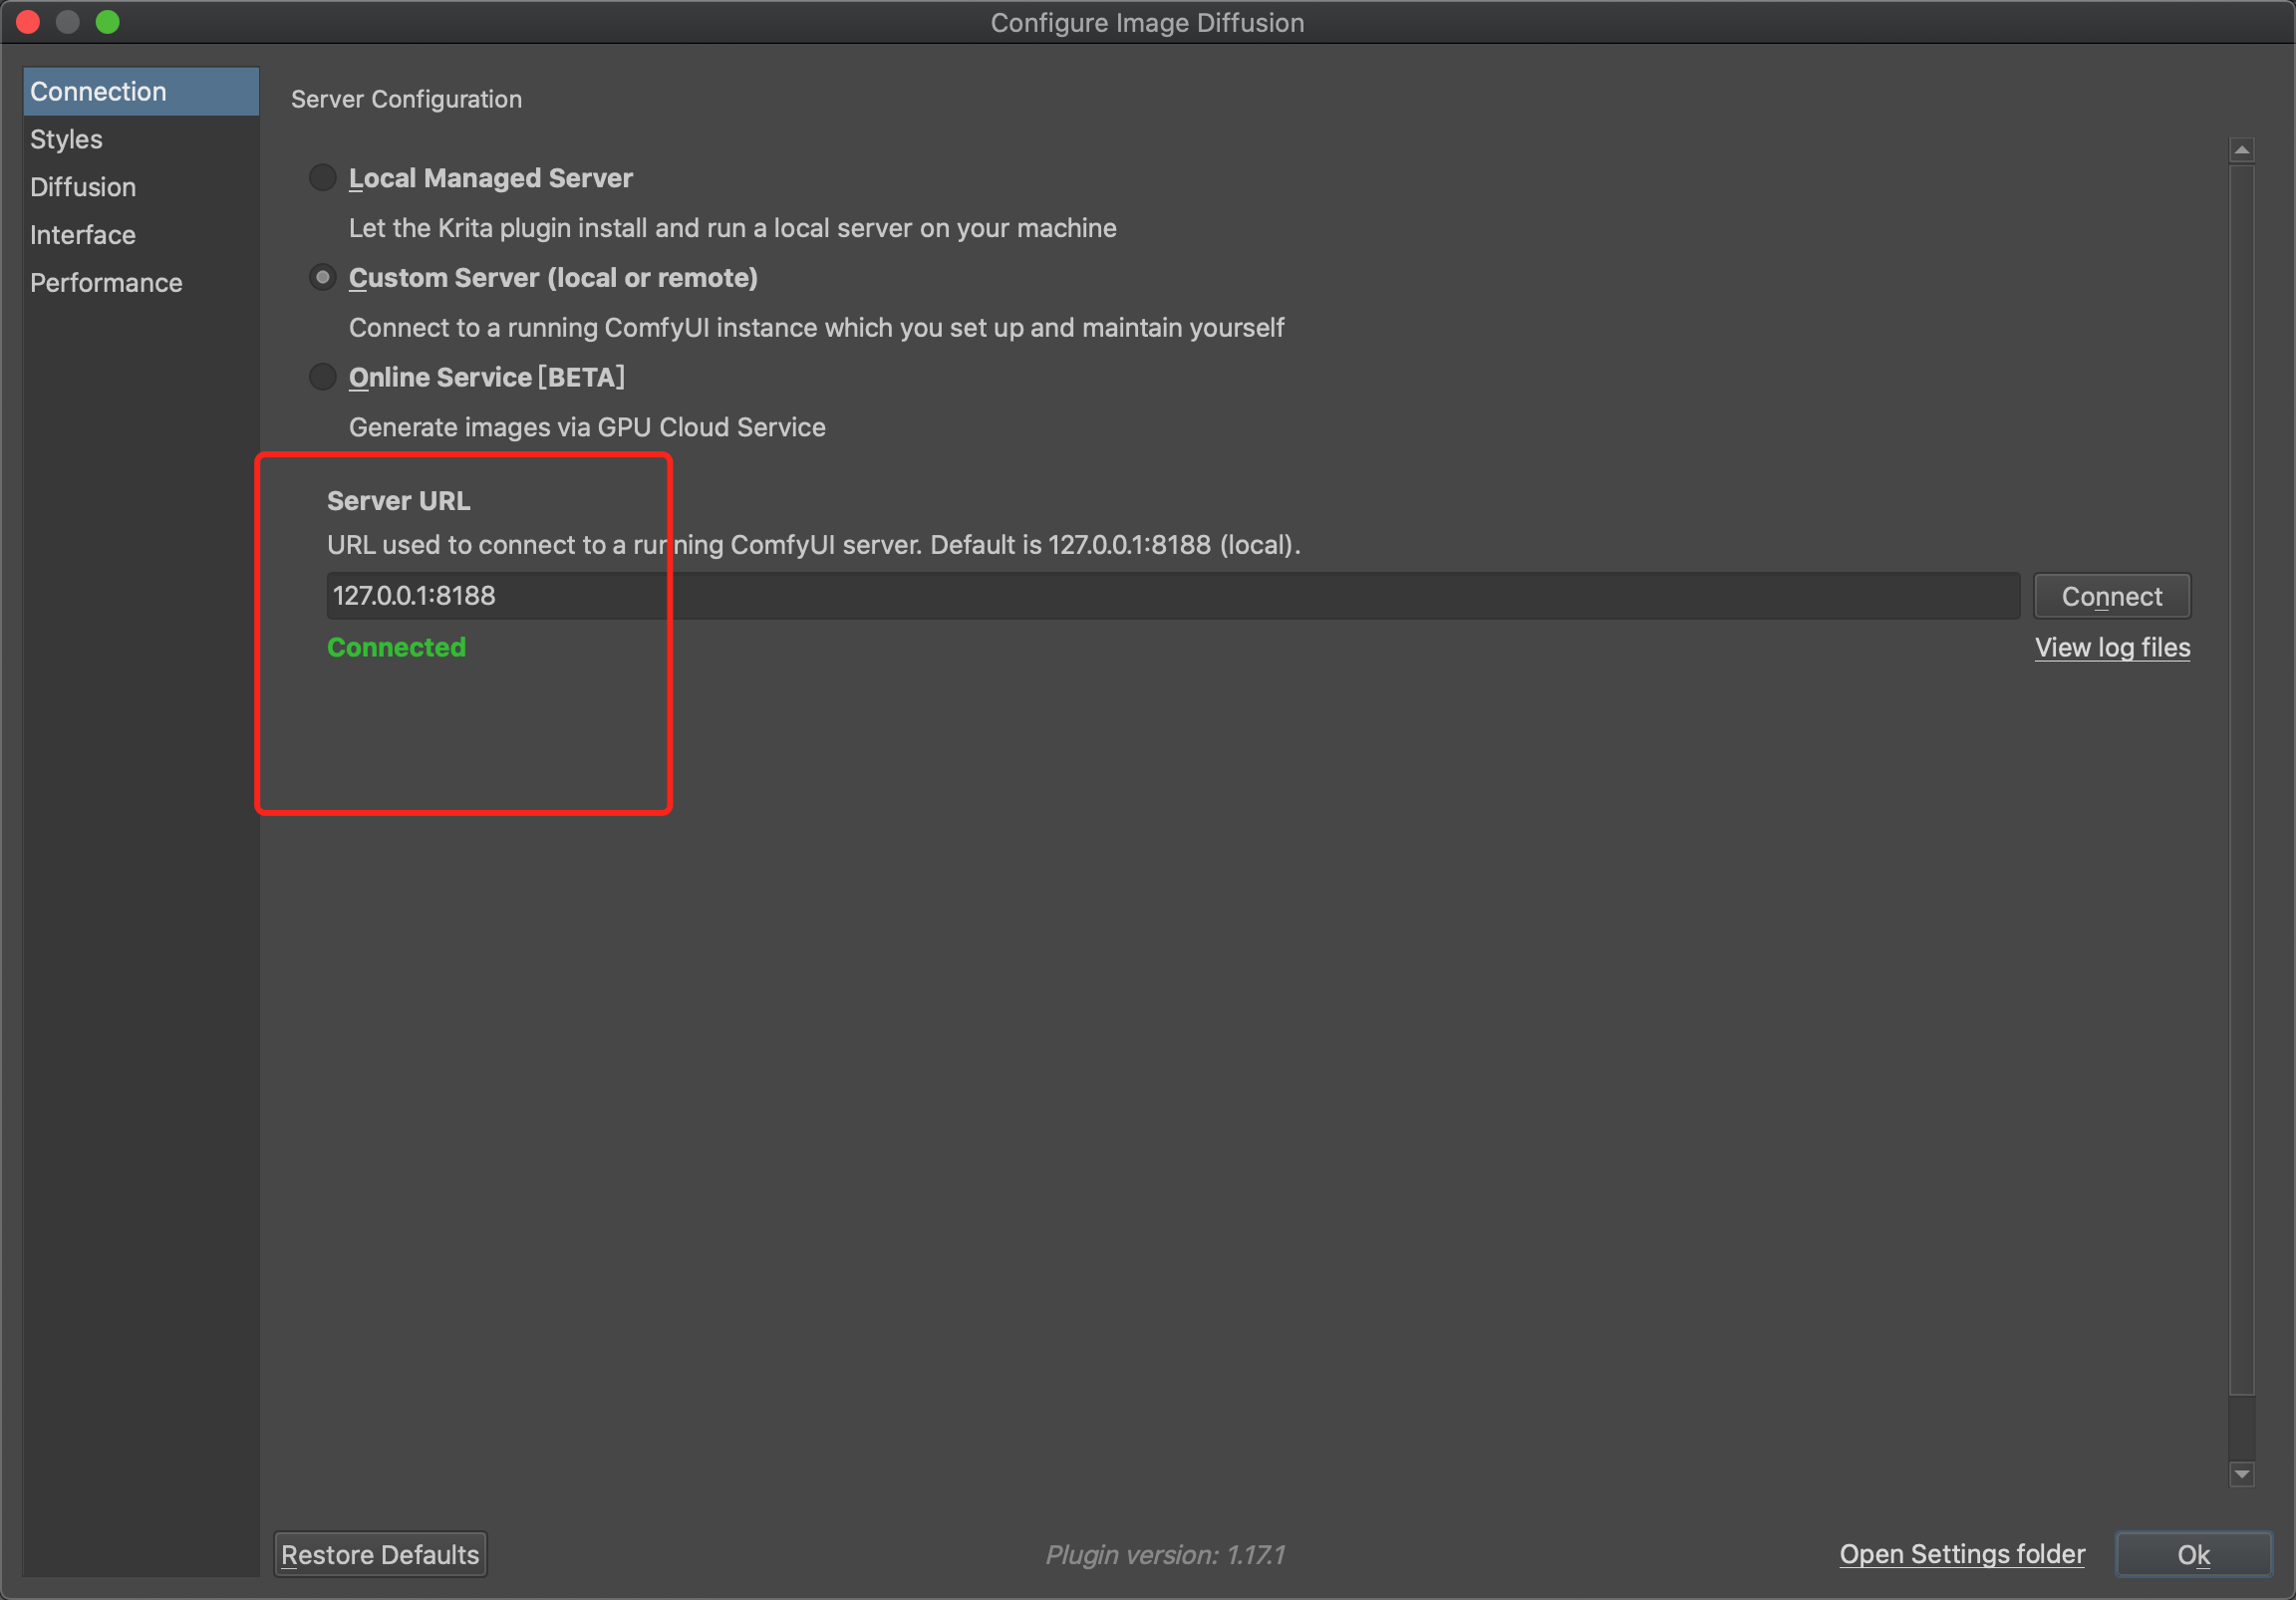 Configure Image Diffusion
Connection
Styles
Diffusion
Interface
Performance
Server Configuration
Local Managed Server
Let the Krita plugin install and run a local server on your machine
Custom Server (local or remote)
Connect to a running ComfyUI instance which you set up and maintain yourself
Online Service [BETA]
Generate images via GPU Cloud Service
Server URL
URL used to connect to a running ComfyUI server. Default is 127.0.0.1:8188 (local).
127.0.0.1:8188
Connect
Connected
View log files
Restore Defaults
Plugin version: 1.17.1
Open Settings folder
Ok